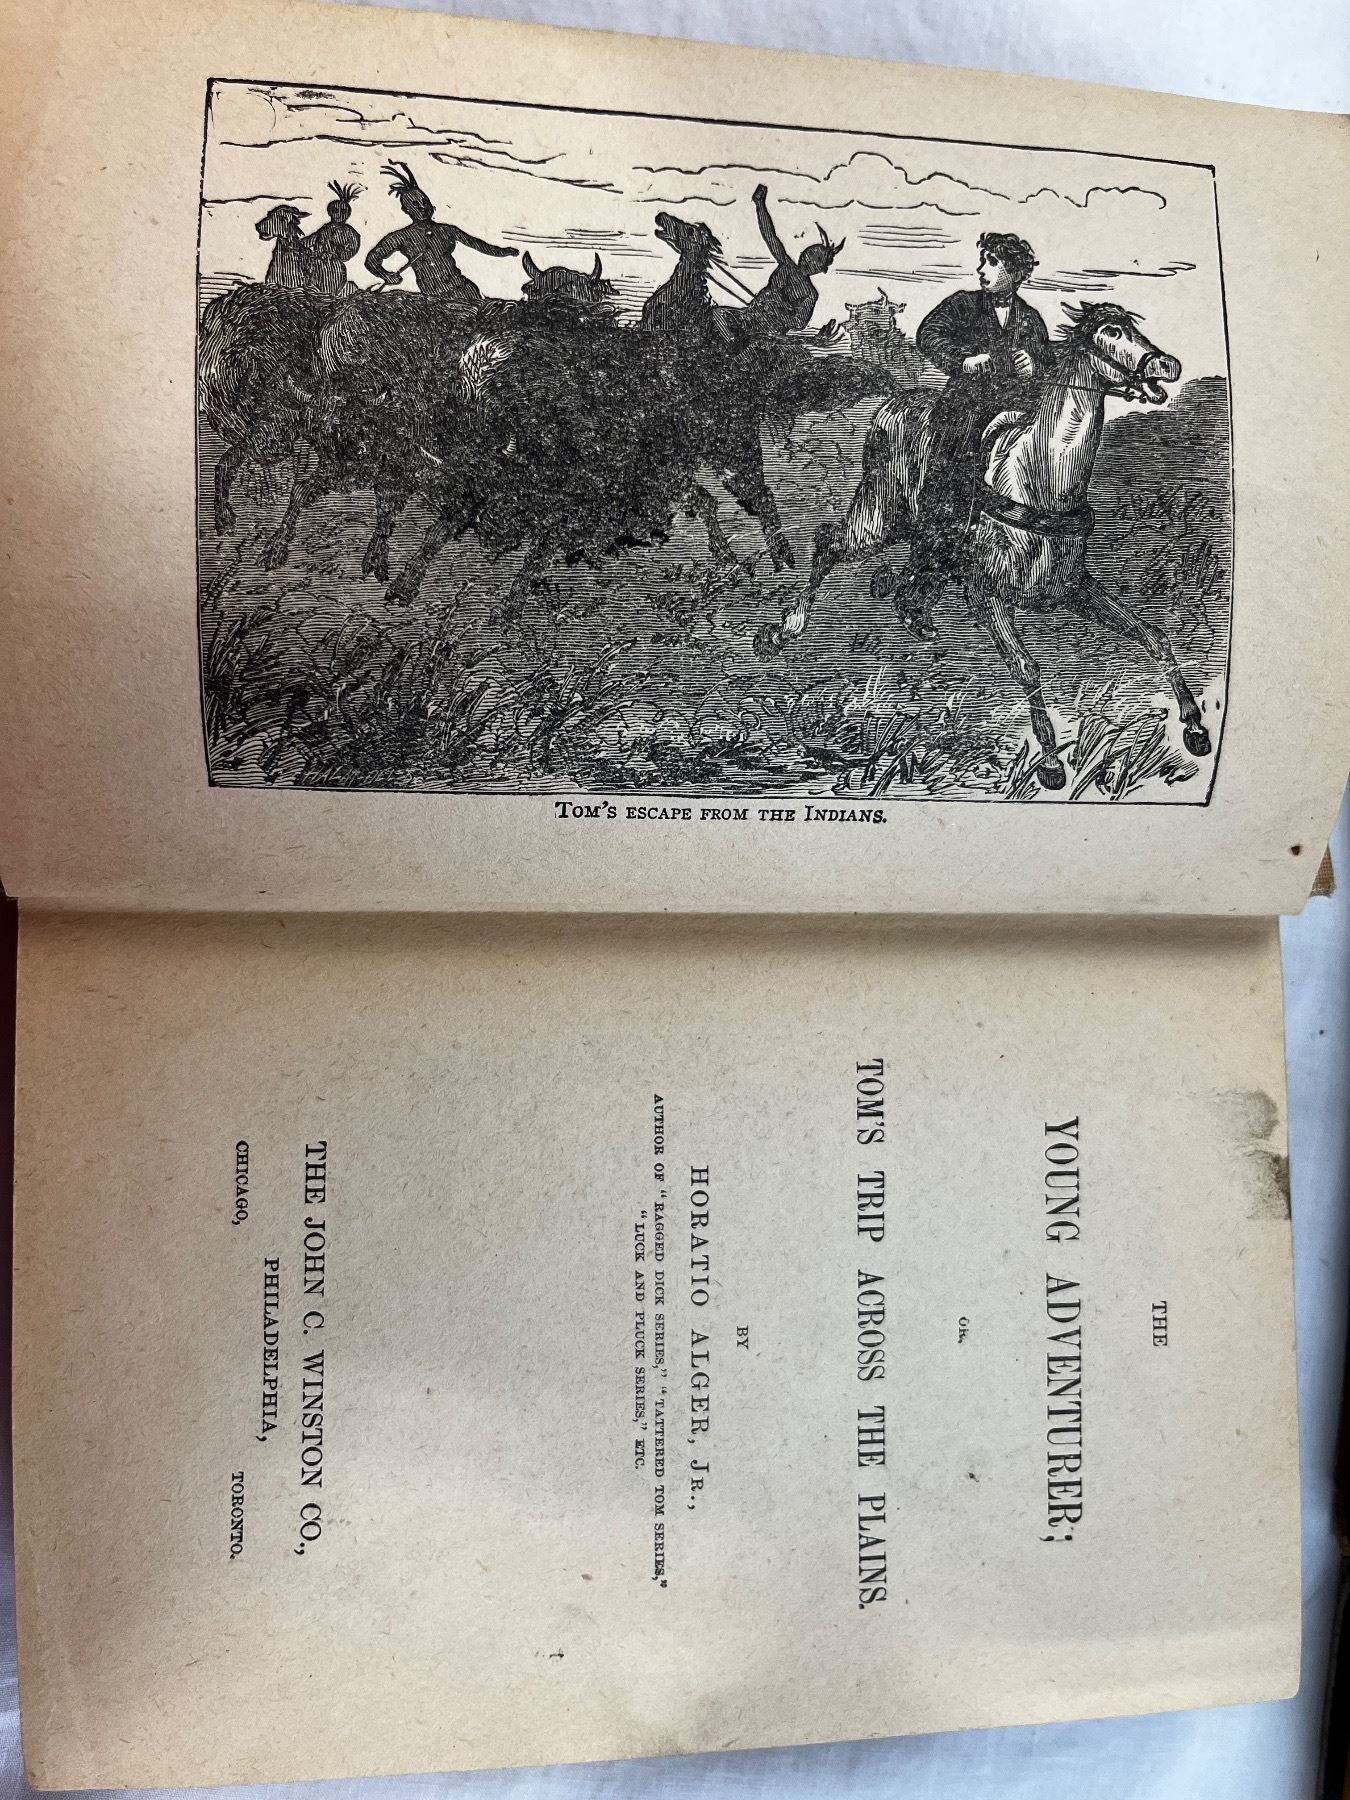 TOM'S ESCAPE FROM THE INDIANS.
THE
YOUNG ADVENTURER;
OR,
TOM'S TRIP ACROSS THE PLAINS.
BY
HORATIO ALGER, JR.,
AUTHOR OF "RAGGED DICK SERIES," "TATTERED TOM SERIES,"
"LUCK AND PLUCK SERIES," ETC.
THE JOHN C. WINSTON CO.,
PHILADELPHIA,
CHICAGO, TORONTO.